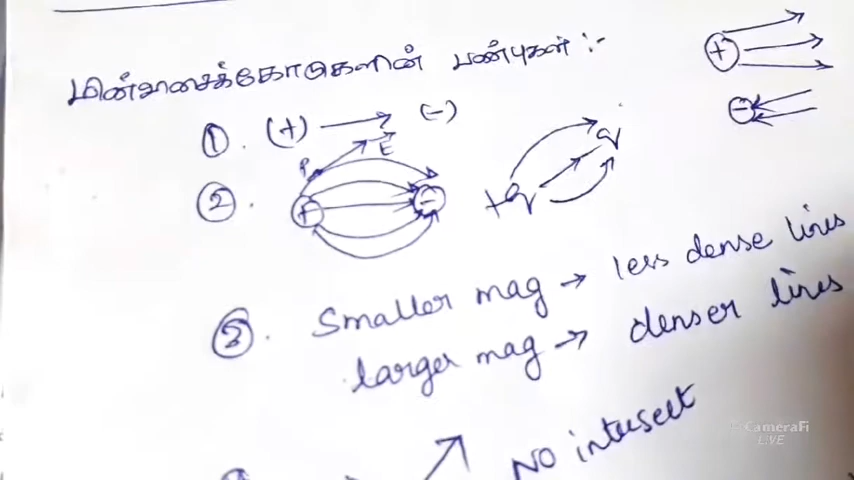 மின்விசைக்கோடுகளின் பண்புகள் :-
+
-
① . (+) → (-)
② . P E + - +q q
③ . Smaller mag → less dense lines
larger mag → denser lines
No intersect
CameraFi
LIVE